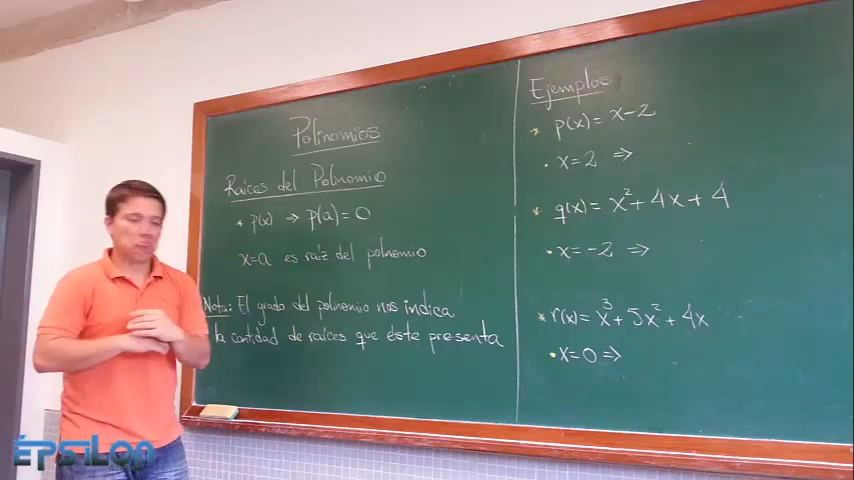 Polinomios
Raíces del Polinomio
* p(x) ⇒ p(a) = 0
x=a es raíz del polinomio
Nota: El grado del polinomio nos indica
la cantidad de raíces que éste presenta
Ejemplos
* p(x) = x-2
• x=2 ⇒
* q(x) = x² + 4x + 4
• x=-2 ⇒
* r(x) = x³ + 5x² + 4x
• x=0 ⇒
ÉPSILON